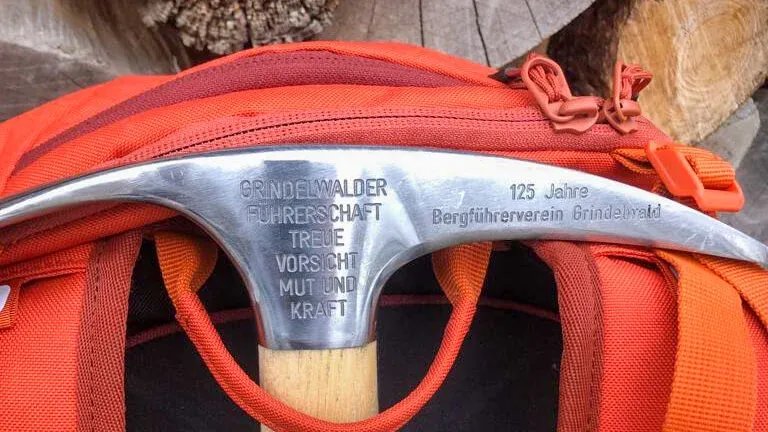 GRINDELWALDER
FÜHRERSCHAFT
TREUE
VORSICHT
MUT UND
KRAFT
125 Jahre
Bergführerverein Grindelwald